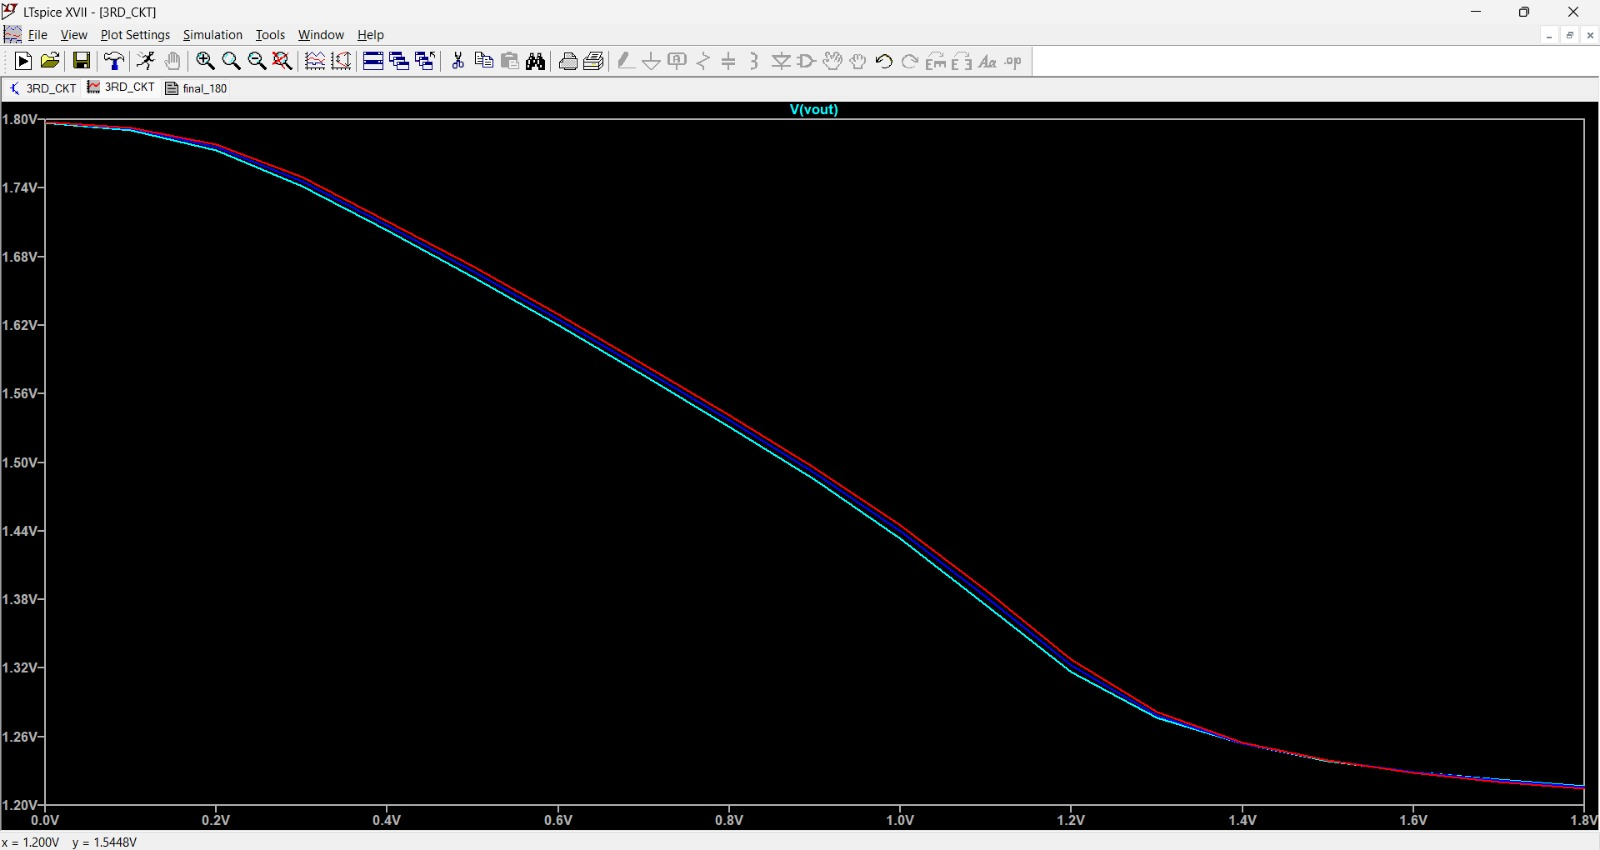 LTspice XVII - [3RD_CKT]
File View Plot Settings Simulation Tools Window Help
3RD_CKT 3RD_CKT final_180
V(vout)
1.80V
1.74V
1.68V
1.62V
1.56V
1.50V
1.44V
1.38V
1.32V
1.26V
1.20V
0.0V 0.2V 0.4V 0.6V 0.8V 1.0V 1.2V 1.4V 1.6V 1.8V
x = 1.200V y = 1.5448V